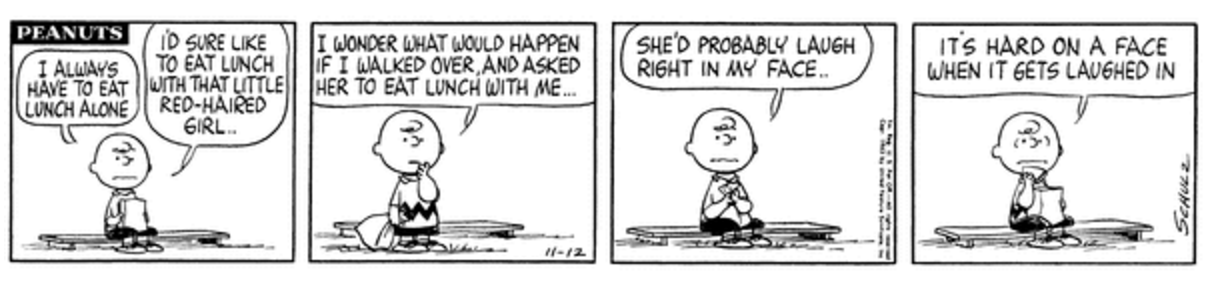 PEANUTS
I ALWAYS
HAVE TO EAT
LUNCH ALONE
I'D SURE LIKE
TO EAT LUNCH
WITH THAT LITTLE
RED-HAIRED
GIRL..
I WONDER WHAT WOULD HAPPEN
IF I WALKED OVER, AND ASKED
HER TO EAT LUNCH WITH ME...
11-12
SHE'D PROBABLY LAUGH
RIGHT IN MY FACE..
IT'S HARD ON A FACE
WHEN IT GETS LAUGHED IN
SCHULZ